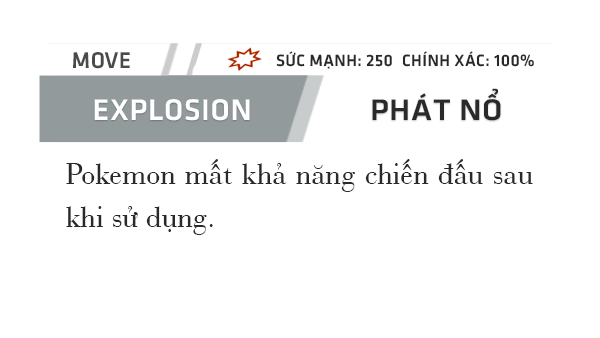 MOVE SỨC MẠNH: 250 CHÍNH XÁC: 100%
EXPLOSION PHÁT NỔ
Pokemon mất khả năng chiến đấu sau
khi sử dụng.